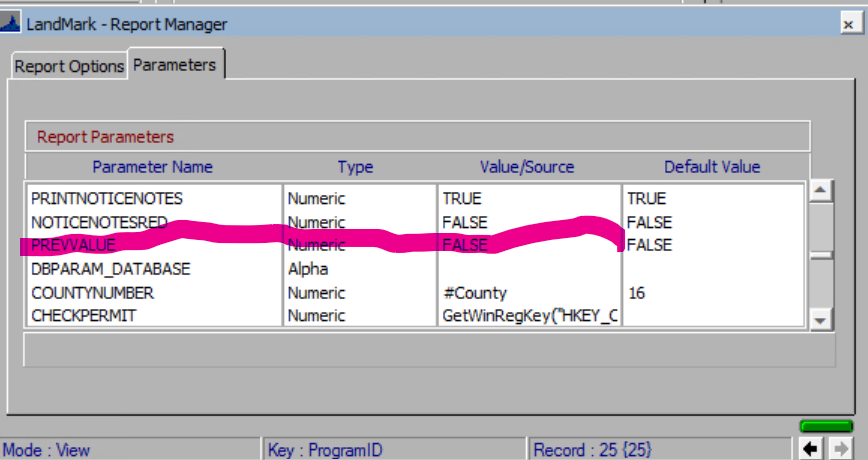 LandMark - Report Manager
Report Options Parameters
Report Parameters
Parameter Name Type Value/Source Default Value
PRINTNOTICENOTES Numeric TRUE TRUE
NOTICENOTESRED Numeric FALSE FALSE
PREVVALUE Numeric FALSE FALSE
DBPARAM_DATABASE Alpha
COUNTYNUMBER Numeric #County 16
CHECKPERMIT Numeric GetWinRegKey("HKEY_C
Mode : View Key : ProgramID Record : 25 {25}